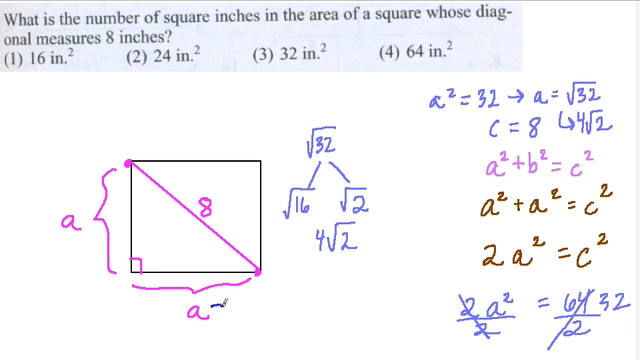 What is the number of square inches in the area of a square whose diag-
onal measures 8 inches?
(1) 16 in.² (2) 24 in.² (3) 32 in.² (4) 64 in.²
a² = 32 → a = √32
c = 8 ↳ 4√2
a² + b² = c²
a² + a² = c²
2a² = c²
2a² = 64 32
2 2
√32
√16 √2
4√2
8
a
a